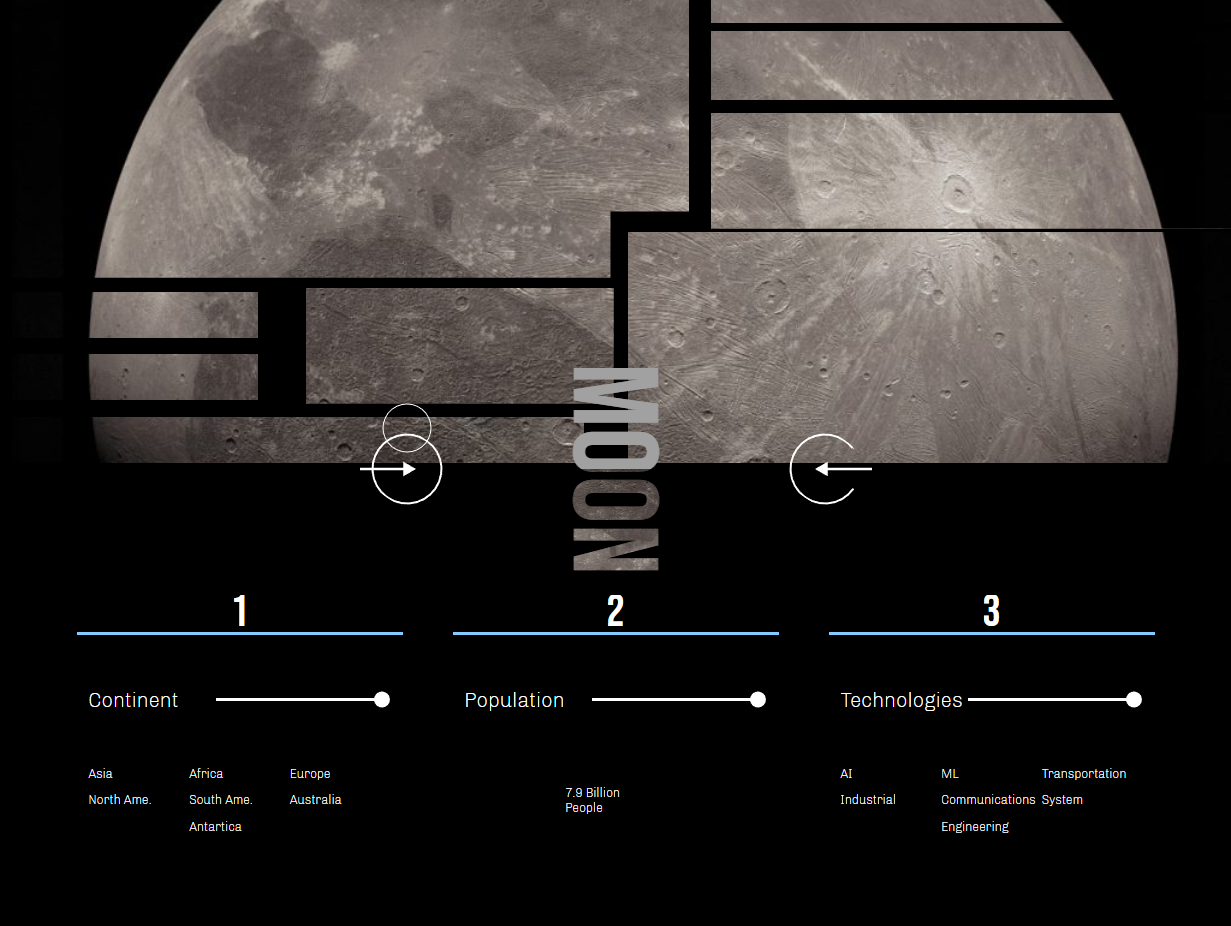 MOON
1 2 3
Continent Population Technologies
Asia Africa Europe AI ML Transportation
7.9 Billion
North Ame. South Ame. Australia Industrial Communications System
People
Antartica Engineering